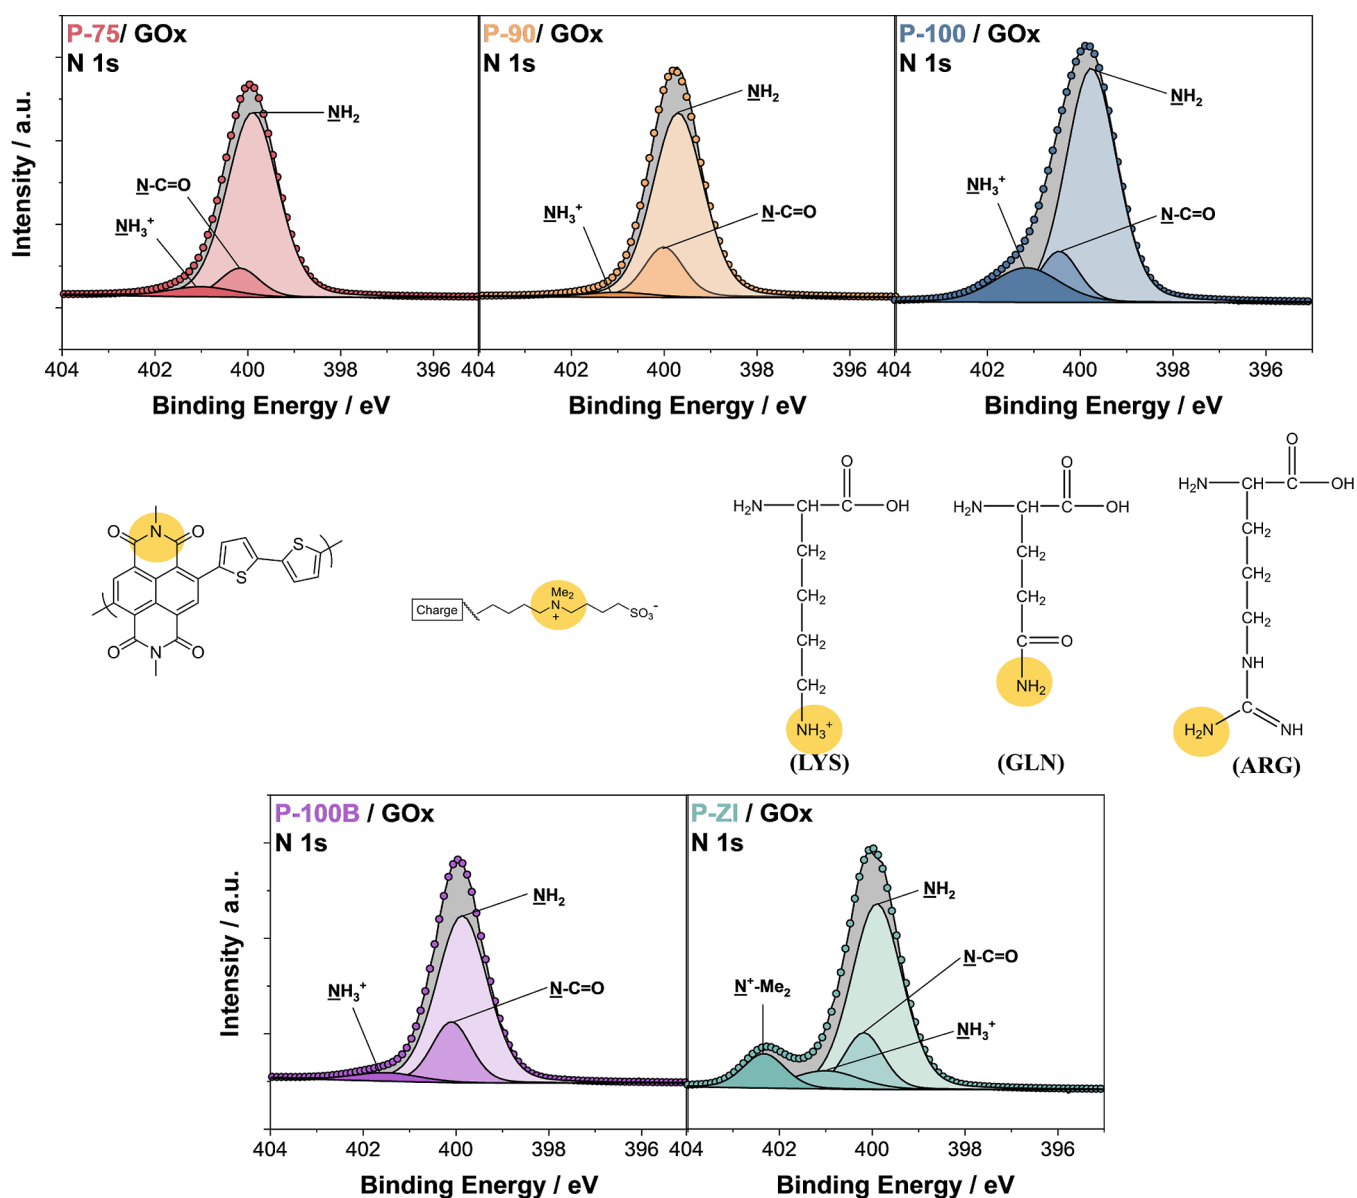 P-75/ GOx
N 1s
NH2
N-C=O
NH3+
Intensity / a.u.
404 402 400 398 396
Binding Energy / eV
P-90/ GOx
N 1s
NH2
NH3+
N-C=O
404 402 400 398 396
Binding Energy / eV
P-100 / GOx
N 1s
NH2
NH3+
N-C=O
404 402 400 398 396
Binding Energy / eV
N
O O
S
S
O O
N
Charge
Me2
N
+
SO3-
O
H2N CH C OH
CH2
CH2
CH2
CH2
NH3+
(LYS)
O
H2N CH C OH
CH2
CH2
C O
NH2
(GLN)
O
H2N CH C OH
CH2
CH2
CH2
NH
C
H2N NH
(ARG)
P-100B / GOx
N 1s
NH2
NH3+
N-C=O
Intensity / a.u.
404 402 400 398 396
Binding Energy / eV
P-ZI / GOx
N 1s
NH2
N-C=O
N+-Me2
NH3+
404 402 400 398 396
Binding Energy / eV